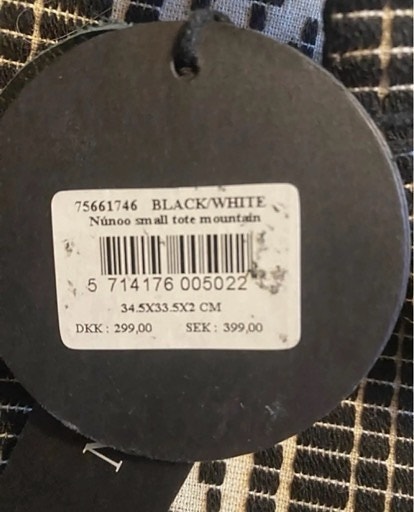 75661746 BLACK/WHITE
Núnoo small tote mountain
5 714176 005022
34.5X33.5X2 CM
DKK: 299,00 SEK: 399,00
N